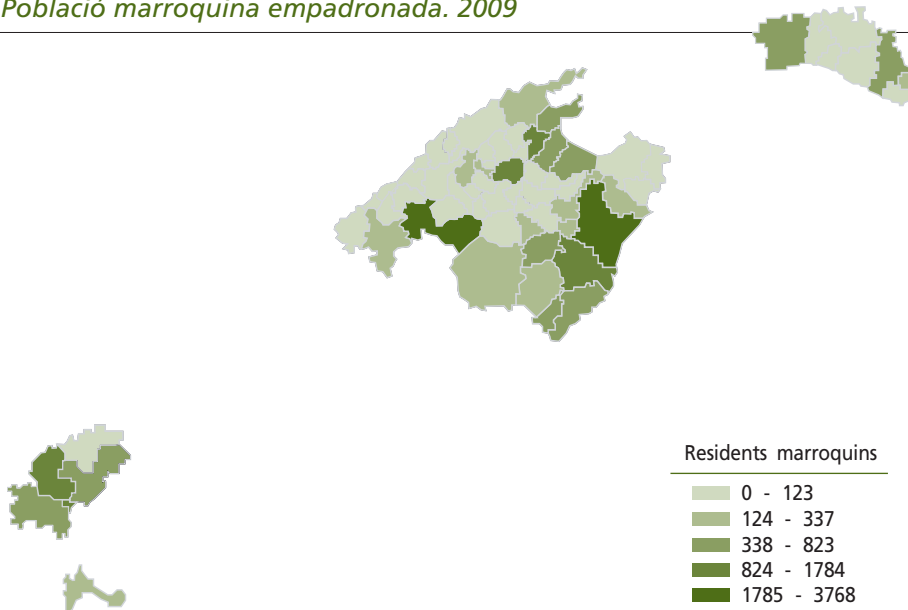 Població marroquina empadronada. 2009
Residents marroquins
0 - 123
124 - 337
338 - 823
824 - 1784
1785 - 3768